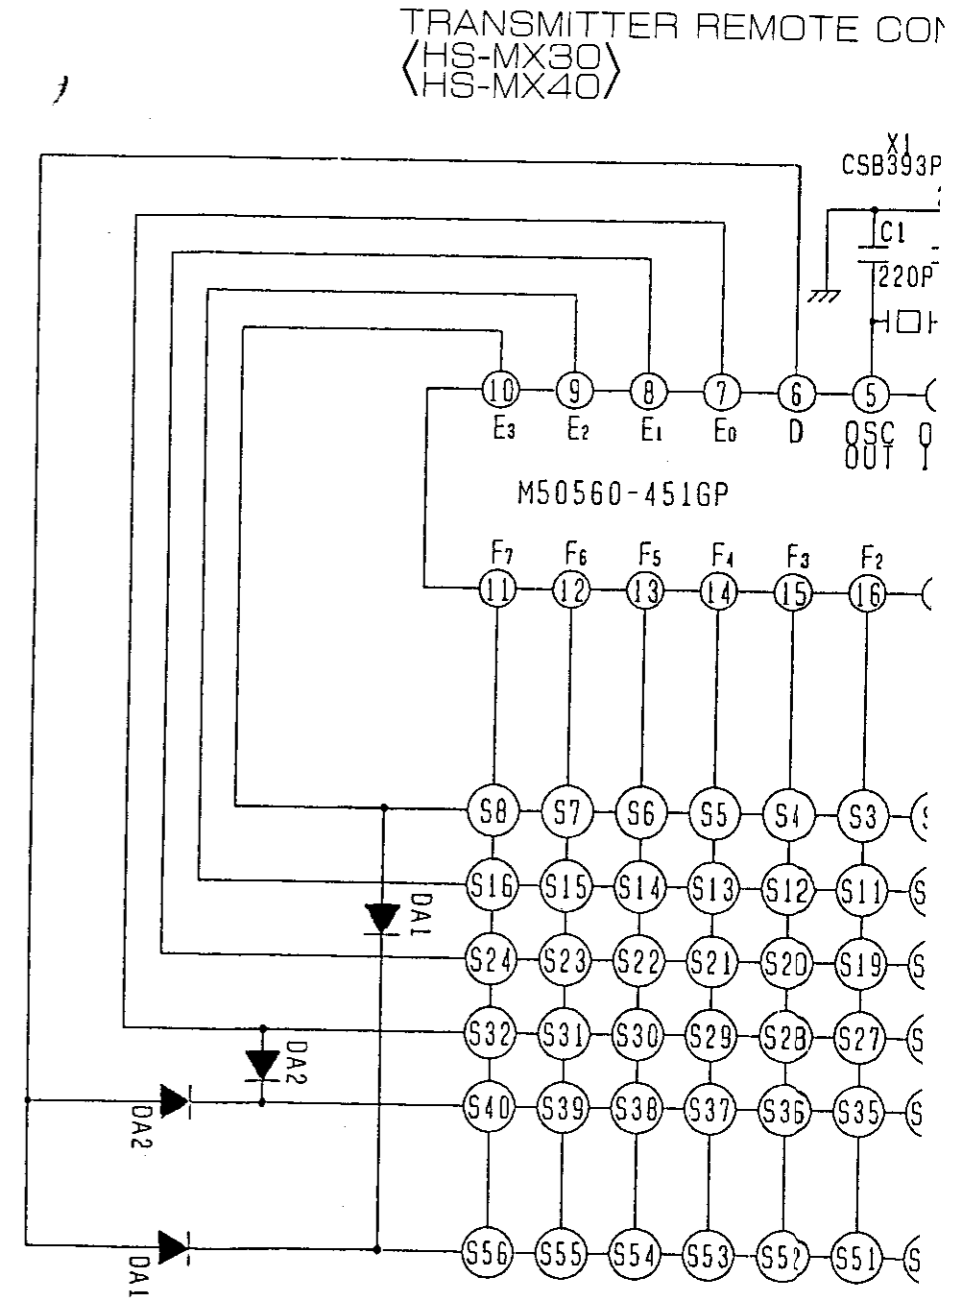 TRANSMITTER REMOTE CON
⟨HS-MX30⟩
⟨HS-MX40⟩
X1
CSB393P
C1
220P
10 9 8 7 6 5
E3 E2 E1 E0 D OSC OUT
M50560-451GP
F7 F6 F5 F4 F3 F2
11 12 13 14 15 16
S8 S7 S6 S5 S4 S3
S16 S15 S14 S13 S12 S11
DA1
S24 S23 S22 S21 S20 S19
S32 S31 S30 S29 S28 S27
DA2
S40 S39 S38 S37 S36 S35
DA2
S56 S55 S54 S53 S52 S51
DA1